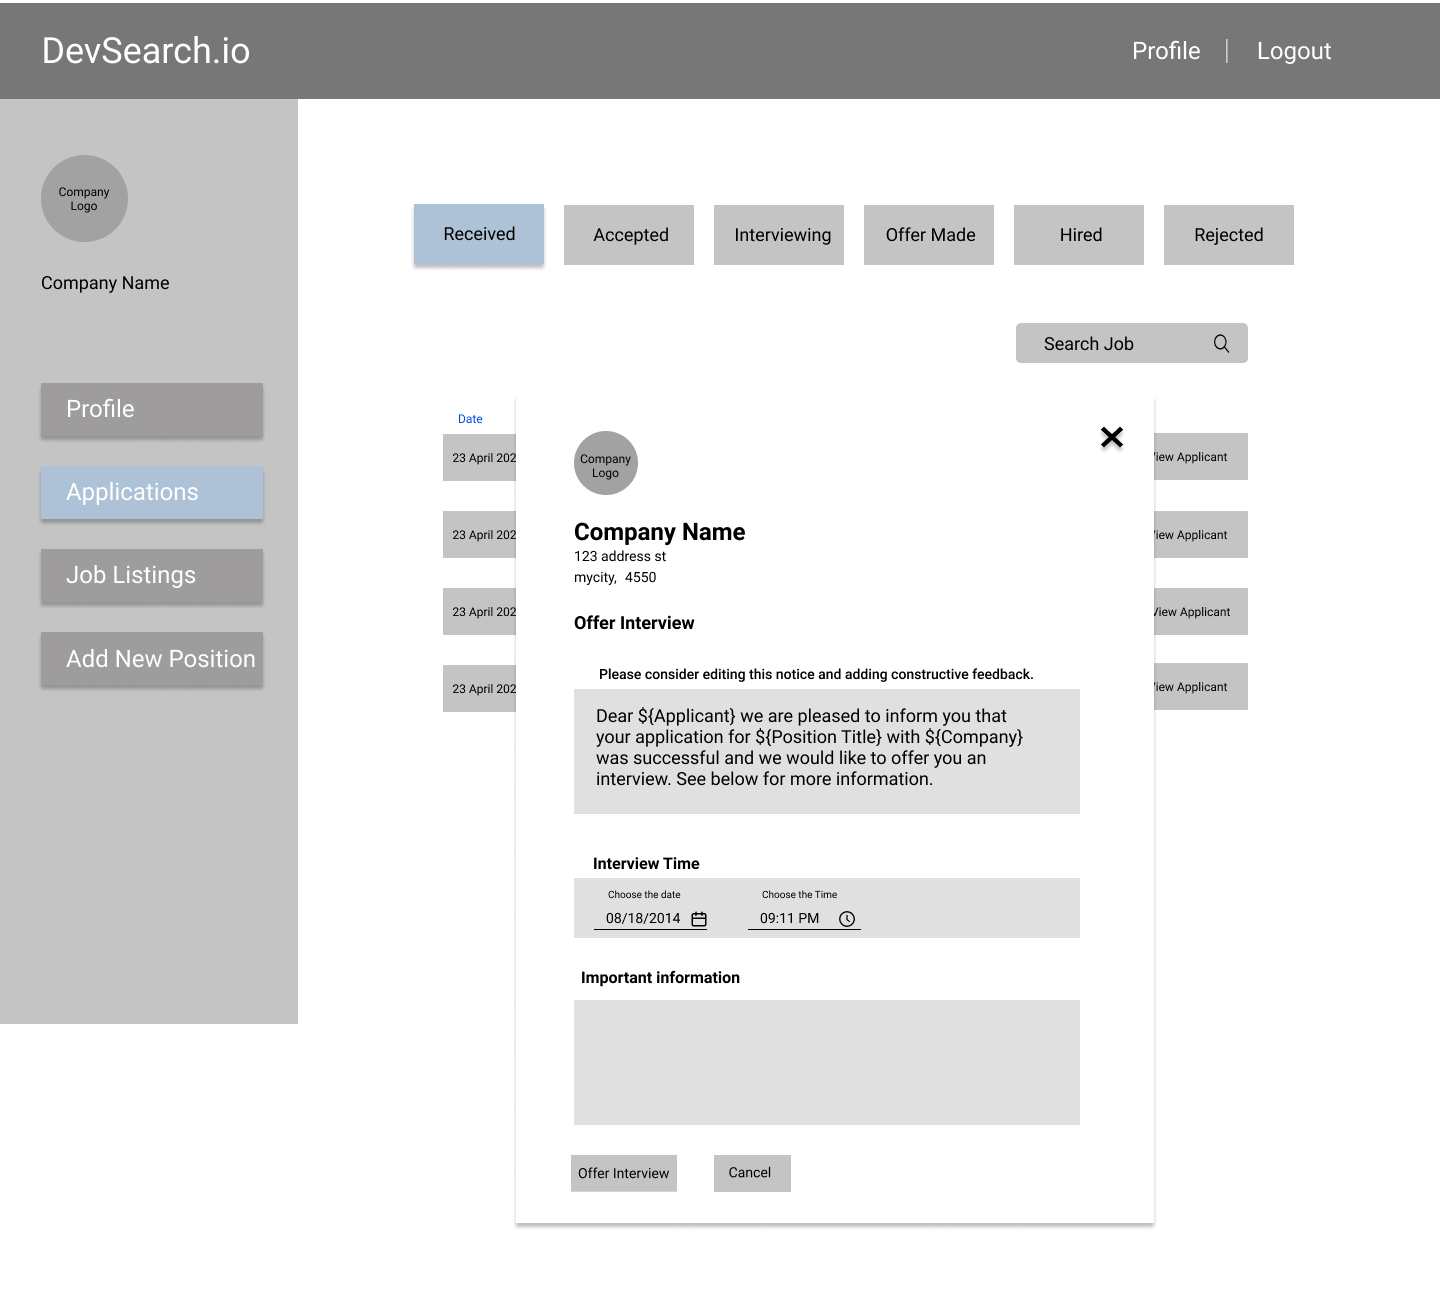 DevSearch.io
Profile
Logout
Company
Logo
Company Name
Profile
Applications
Job Listings
Add New Position
Received
Accepted
Interviewing
Offer Made
Hired
Rejected
Search Job
Date
23 April 202
iew Applicant
23 April 202
iew Applicant
23 April 202
View Applicant
23 April 202
iew Applicant
Company
Logo
Company Name
123 address st
mycity, 4550
Offer Interview
Please consider editing this notice and adding constructive feedback.
Dear ${Applicant} we are pleased to inform you that
your application for ${Position Title} with ${Company}
was successful and we would like to offer you an
interview. See below for more information.
Interview Time
Choose the date
08/18/2014
Choose the Time
09:11 PM
Important information
Offer Interview
Cancel